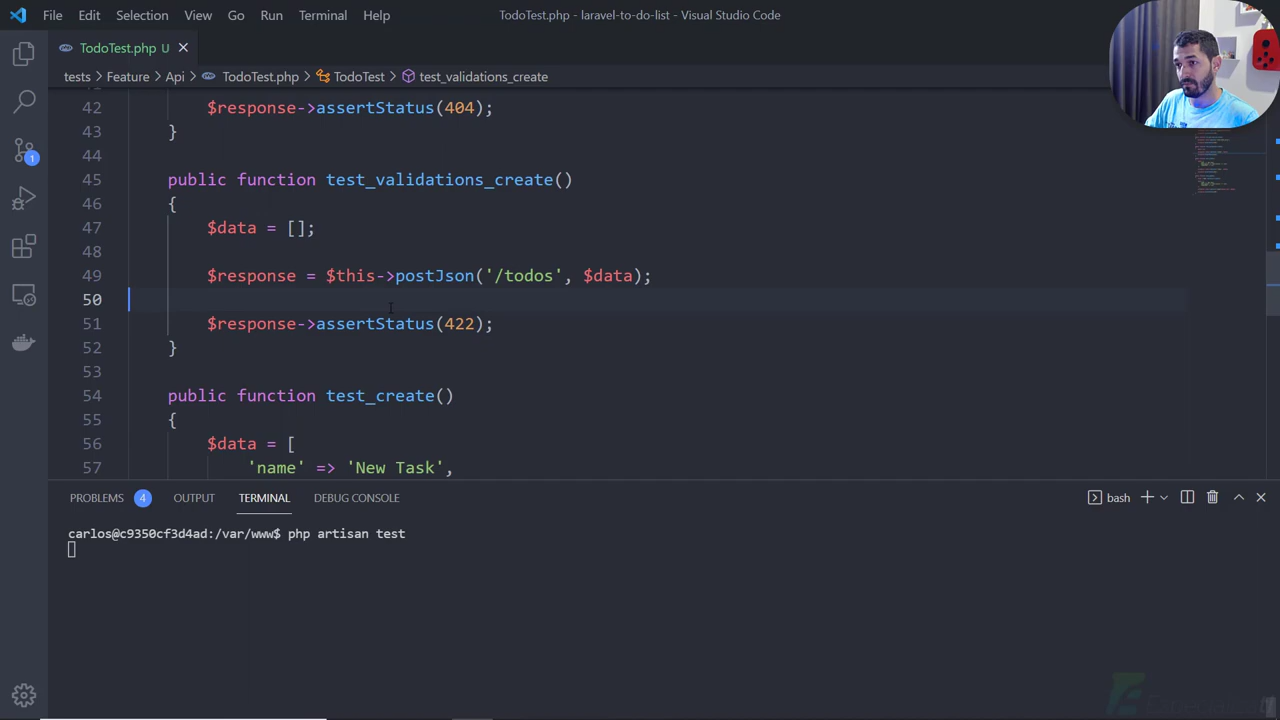 File Edit Selection View Go Run Terminal Help
TodoTest.php - laravel-to-do-list - Visual Studio Code
TodoTest.php U
tests > Feature > Api > TodoTest.php > TodoTest > test_validations_create
42 $response->assertStatus(404);
43 }
44
45 public function test_validations_create()
46 {
47 $data = [];
48
49 $response = $this->postJson('/todos', $data);
50
51 $response->assertStatus(422);
52 }
53
54 public function test_create()
55 {
56 $data = [
57 'name' => 'New Task',
1
PROBLEMS 4 OUTPUT TERMINAL DEBUG CONSOLE
bash
carlos@c9350cf3d4ad:/var/www$ php artisan test